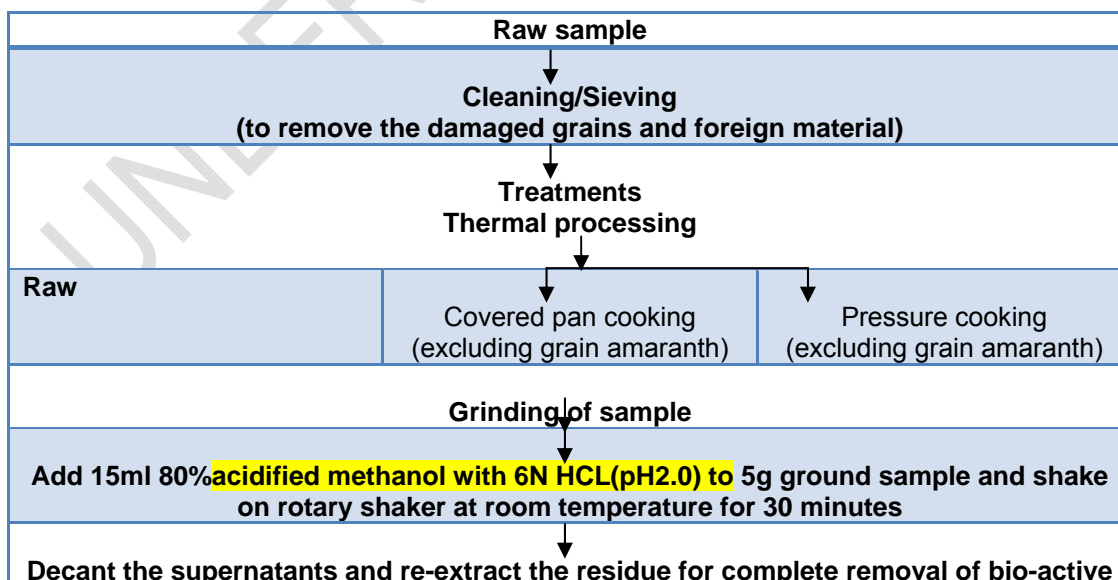 Raw sample
Cleaning/Sieving
(to remove the damaged grains and foreign material)
Treatments
Thermal processing
Raw
Covered pan cooking
(excluding grain amaranth)
Pressure cooking
(excluding grain amaranth)
Grinding of sample
Add 15ml 80%acidified methanol with 6N HCL(pH2.0) to 5g ground sample and shake
on rotary shaker at room temperature for 30 minutes
Decant the supernatants and re-extract the residue for complete removal of bio-active